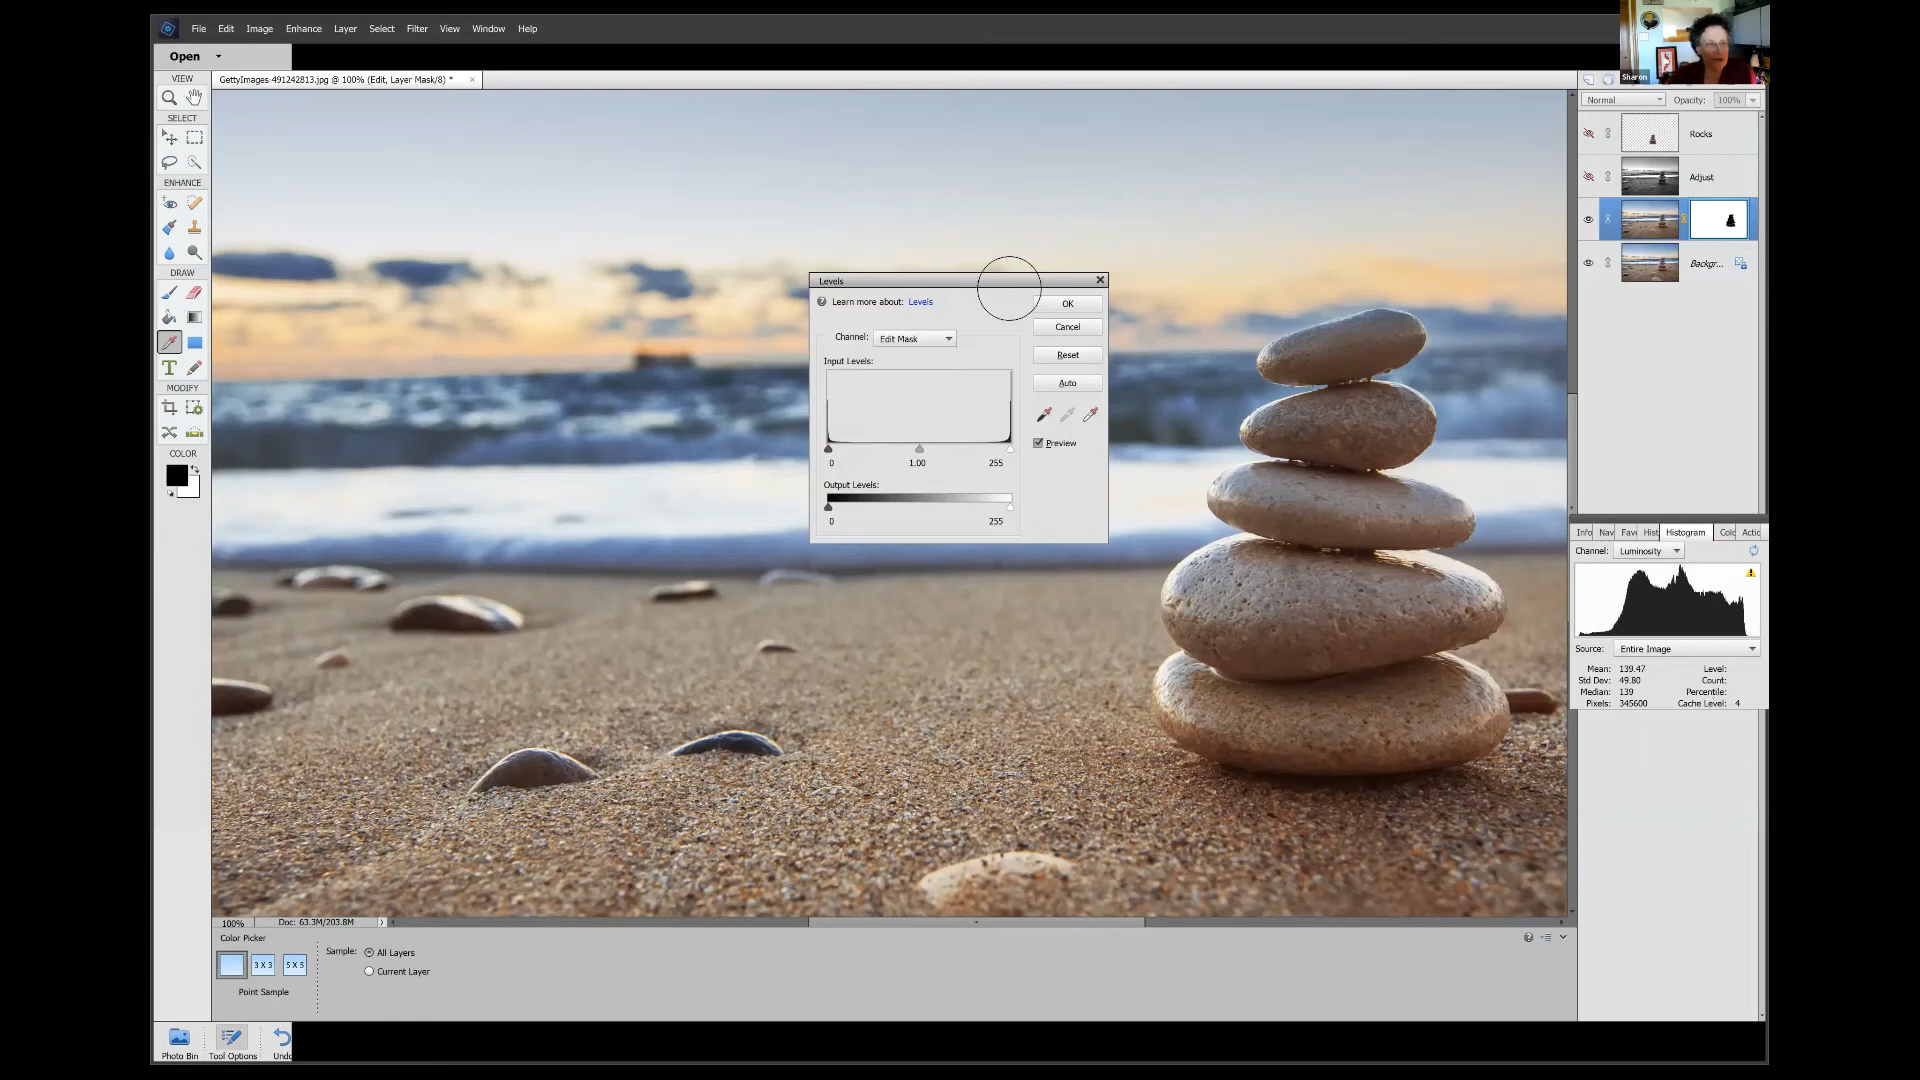 File Edit Image Enhance Layer Select Filter View Window Help
Sharon
Open
VIEW
GettyImages-491242813.jpg @ 100% (Edit, Layer Mask/8) *
Normal Opacity: 100%
SELECT
Rocks
Adjust
ENHANCE
Backgr...
DRAW
Levels
Learn more about: Levels
OK
Cancel
Channel: Edit Mask
Reset
Input Levels:
Auto
T
MODIFY
Preview
0 1.00 255
COLOR
Output Levels:
0 255
Info Nav Fav Hist Histogram Colo Actio
Channel: Luminosity
Source: Entire Image
Mean: 139.47 Level:
Std Dev: 49.80 Count:
Median: 139 Percentile:
Pixels: 345600 Cache Level: 4
100% Doc: 63.3M/203.8M
Color Picker
Sample: All Layers
3 X 3 5 X 5
Current Layer
Point Sample
Photo Bin Tool Options Undo